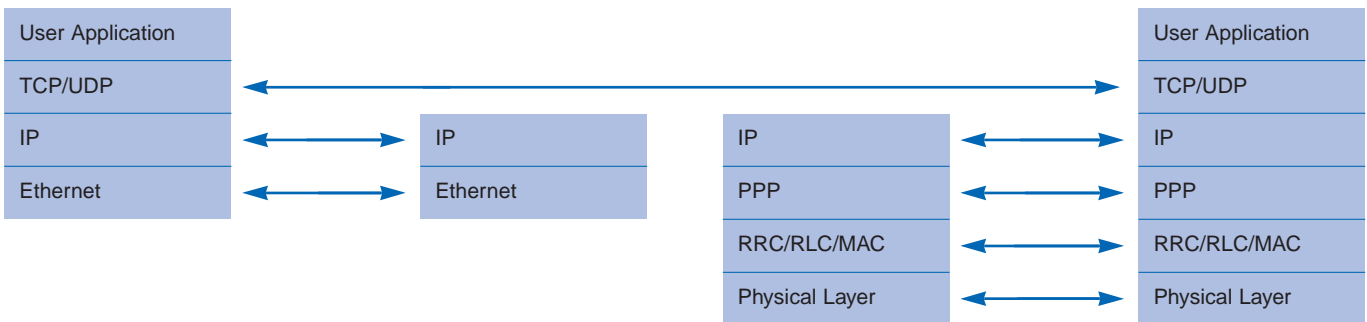 User Application
TCP/UDP
IP
Ethernet
IP
Ethernet
IP
PPP
RRC/RLC/MAC
Physical Layer
User Application
TCP/UDP
IP
PPP
RRC/RLC/MAC
Physical Layer